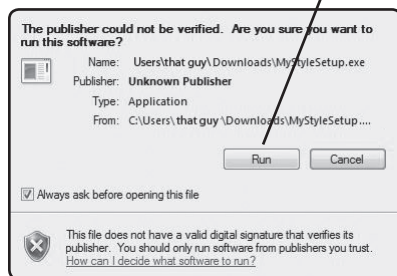 The publisher could not be verified. Are you sure you want to
run this software?
Name: Users\that guy\Downloads\MyStyleSetup.exe
Publisher: Unknown Publisher
Type: Application
From: C:\Users\that guy\Downloads\MyStyleSetup....
Run Cancel
Always ask before opening this file
This file does not have a valid digital signature that verifies its
publisher. You should only run software from publishers you trust.
How can I decide what software to run?